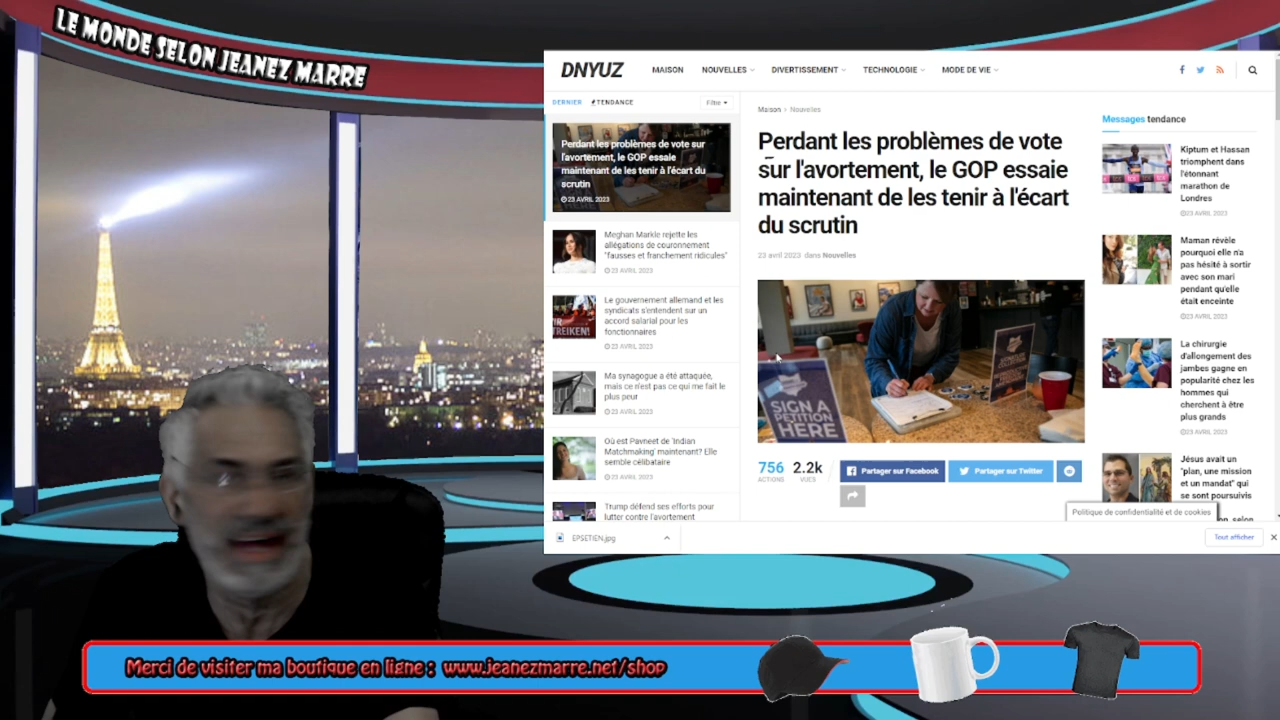 LE MONDE SELON JEANEZ MARRE
DNYUZ
MAISON NOUVELLES DIVERTISSEMENT TECHNOLOGIE MODE DE VIE
DERNIER TENDANCE Filtre
Perdant les problèmes de vote sur
l'avortement, le GOP essaie
maintenant de les tenir à l'écart du
scrutin
23 AVRIL 2023
Meghan Markle rejette les
allégations de couronnement
"fausses et franchement ridicules"
23 AVRIL 2023
Le gouvernement allemand et les
syndicats s'entendent sur un
accord salarial pour les
fonctionnaires
23 AVRIL 2023
Ma synagogue a été attaquée,
mais ce n'est pas ce qui me fait le
plus peur
23 AVRIL 2023
Où est Pavneet de 'Indian
Matchmaking' maintenant? Elle
semble célibataire
23 AVRIL 2023
Trump défend ses efforts pour
lutter contre l'avortement
Maison > Nouvelles
Perdant les problèmes de vote
sur l'avortement, le GOP essaie
maintenant de les tenir à l'écart
du scrutin
23 avril 2023 dans Nouvelles
SIGN A
PETITION
HERE
756 2.2k
ACTIONS VUES
Partager sur Facebook Partager sur Twitter
Messages tendance
Kiptum et Hassan
triomphent dans
l'étonnant
marathon de
Londres
23 AVRIL 2023
Maman révèle
pourquoi elle n'a
pas hésité à sortir
avec son mari
pendant qu'elle
était enceinte
23 AVRIL 2023
La chirurgie
d'allongement des
jambes gagne en
popularité chez les
hommes qui
cherchent à être
plus grands
23 AVRIL 2023
Jésus avait un
"plan, une mission
et un mandat" qui
se sont poursuivis
Politique de confidentialité et de cookies
EPSETIEN.jpg
Tout afficher
Merci de visiter ma boutique en ligne : www.jeanezmarre.net/shop